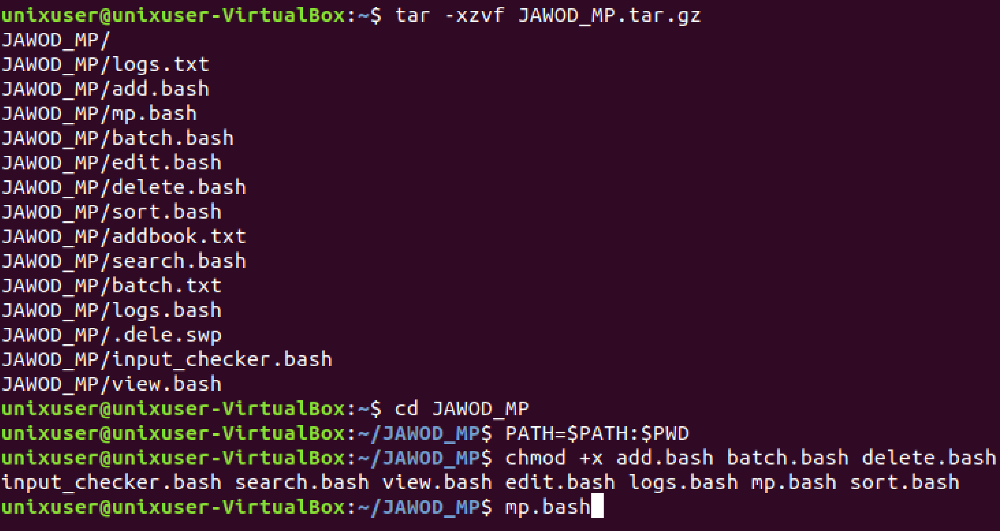 unixuser@unixuser-VirtualBox:~$ tar -xzvf JAWOD_MP.tar.gz
JAWOD_MP/
JAWOD_MP/logs.txt
JAWOD_MP/add.bash
JAWOD_MP/mp.bash
JAWOD_MP/batch.bash
JAWOD_MP/edit.bash
JAWOD_MP/delete.bash
JAWOD_MP/sort.bash
JAWOD_MP/addbook.txt
JAWOD_MP/search.bash
JAWOD_MP/batch.txt
JAWOD_MP/logs.bash
JAWOD_MP/.dele.swp
JAWOD_MP/input_checker.bash
JAWOD_MP/view.bash
unixuser@unixuser-VirtualBox:~$ cd JAWOD_MP
unixuser@unixuser-VirtualBox:~/JAWOD_MP$ PATH=$PATH:$PWD
unixuser@unixuser-VirtualBox:~/JAWOD_MP$ chmod +x add.bash batch.bash delete.bash
input_checker.bash search.bash view.bash edit.bash logs.bash mp.bash sort.bash
unixuser@unixuser-VirtualBox:~/JAWOD_MP$ mp.bash